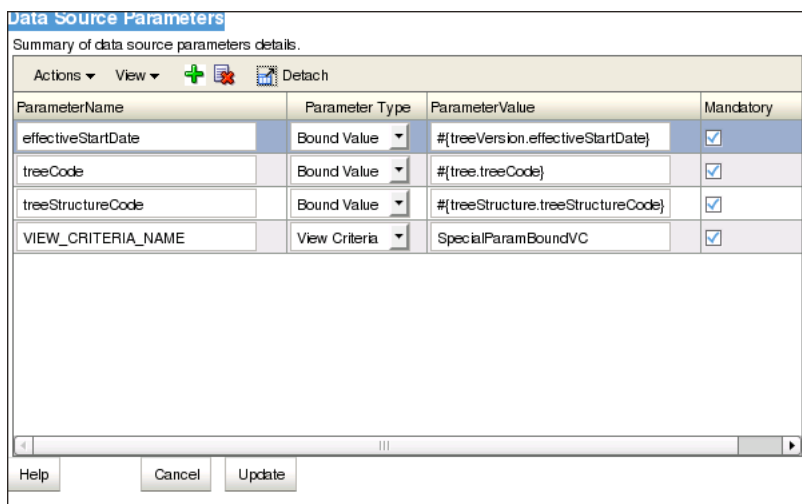 Data Source Parameters
Summary of data source parameters details.
Actions View Detach
ParameterName Parameter Type ParameterValue Mandatory
effectiveStartDate Bound Value #{treeVersion.effectiveStartDate}
treeCode Bound Value #{tree.treeCode}
treeStructureCode Bound Value #{treeStructure.treeStructureCode}
VIEW_CRITERIA_NAME View Criteria SpecialParamBoundVC
Help Cancel Update